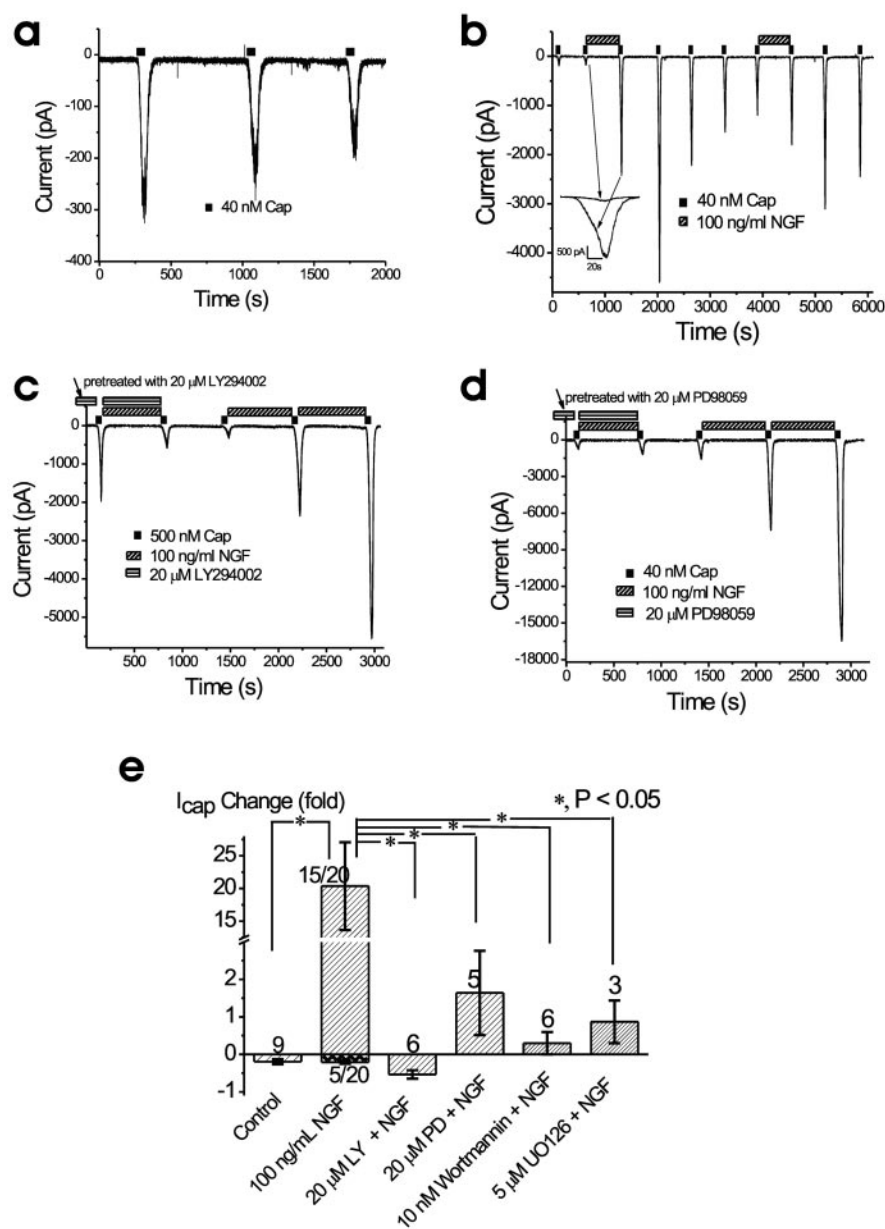 a
Current (pA)
0
-100
-200
-300
-400
40 nM Cap
0 500 1000 1500 2000
Time (s)
b
Current (pA)
0
-1000
-2000
-3000
-4000
500 pA
20s
40 nM Cap
100 ng/ml NGF
0 1000 2000 3000 4000 5000 6000
Time (s)
c
pretreated with 20 μM LY294002
Current (pA)
0
-1000
-2000
-3000
-4000
-5000
500 nM Cap
100 ng/ml NGF
20 μM LY294002
500 1000 1500 2000 2500 3000
Time (s)
d
pretreated with 20 μM PD98059
Current (pA)
0
-3000
-6000
-9000
-12000
-15000
-18000
40 nM Cap
100 ng/ml NGF
20 μM PD98059
0 500 1000 1500 2000 2500 3000
Time (s)
e
Icap Change (fold)
*, P < 0.05
* * * * *
25
20
15
2
1
0
-1
9
15/20
5/20
6
5
6
3
Control
100 ng/mL NGF
20 μM LY + NGF
20 μM PD + NGF
10 nM Wortmannin + NGF
5 μM UO126 + NGF